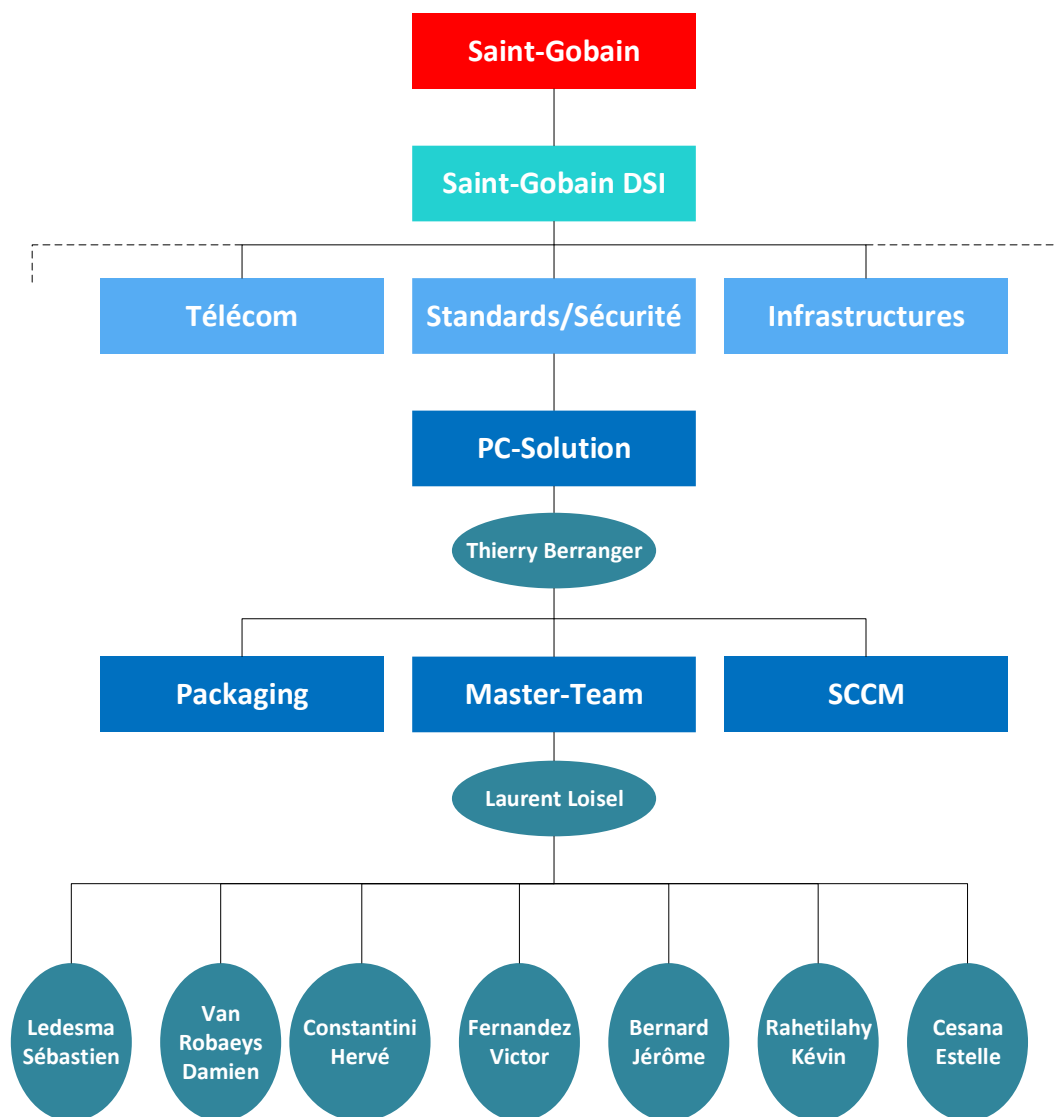 Saint-Gobain
Saint-Gobain DSI
Télécom
Standards/Sécurité
Infrastructures
PC-Solution
Thierry Berranger
Packaging
Master-Team
SCCM
Laurent Loisel
Ledesma
Sébastien
Van
Robaeys
Damien
Constantini
Hervé
Fernandez
Victor
Bernard
Jérôme
Rahetilahy
Kévin
Cesana
Estelle